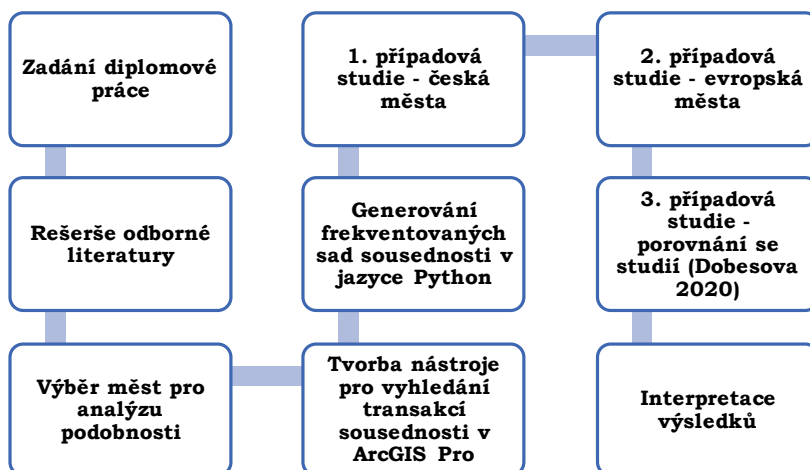 Zadání diplomové
práce
Rešerše odborné
literatury
Výběr měst pro
analýzu
podobnosti
Tvorba nástroje
pro vyhledání
transakcí
sousednosti v
ArcGIS Pro
Generování
frekventovaných
sad sousednosti v
jazyce Python
1. případová
studie - česká
města
2. případová
studie - evropská
města
3. případová
studie -
porovnání se
studií (Dobesova
2020)
Interpretace
výsledků